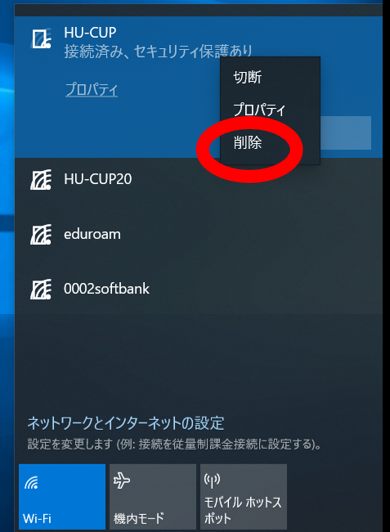 HU-CUP
接続済み、セキュリティ保護あり
プロパティ
切断
プロパティ
削除
HU-CUP20
eduroam
0002softbank
ネットワークとインターネットの設定
設定を変更します (例: 接続を従量制課金接続に設定する)。
Wi-Fi
機内モード
モバイル ホットス
ポット